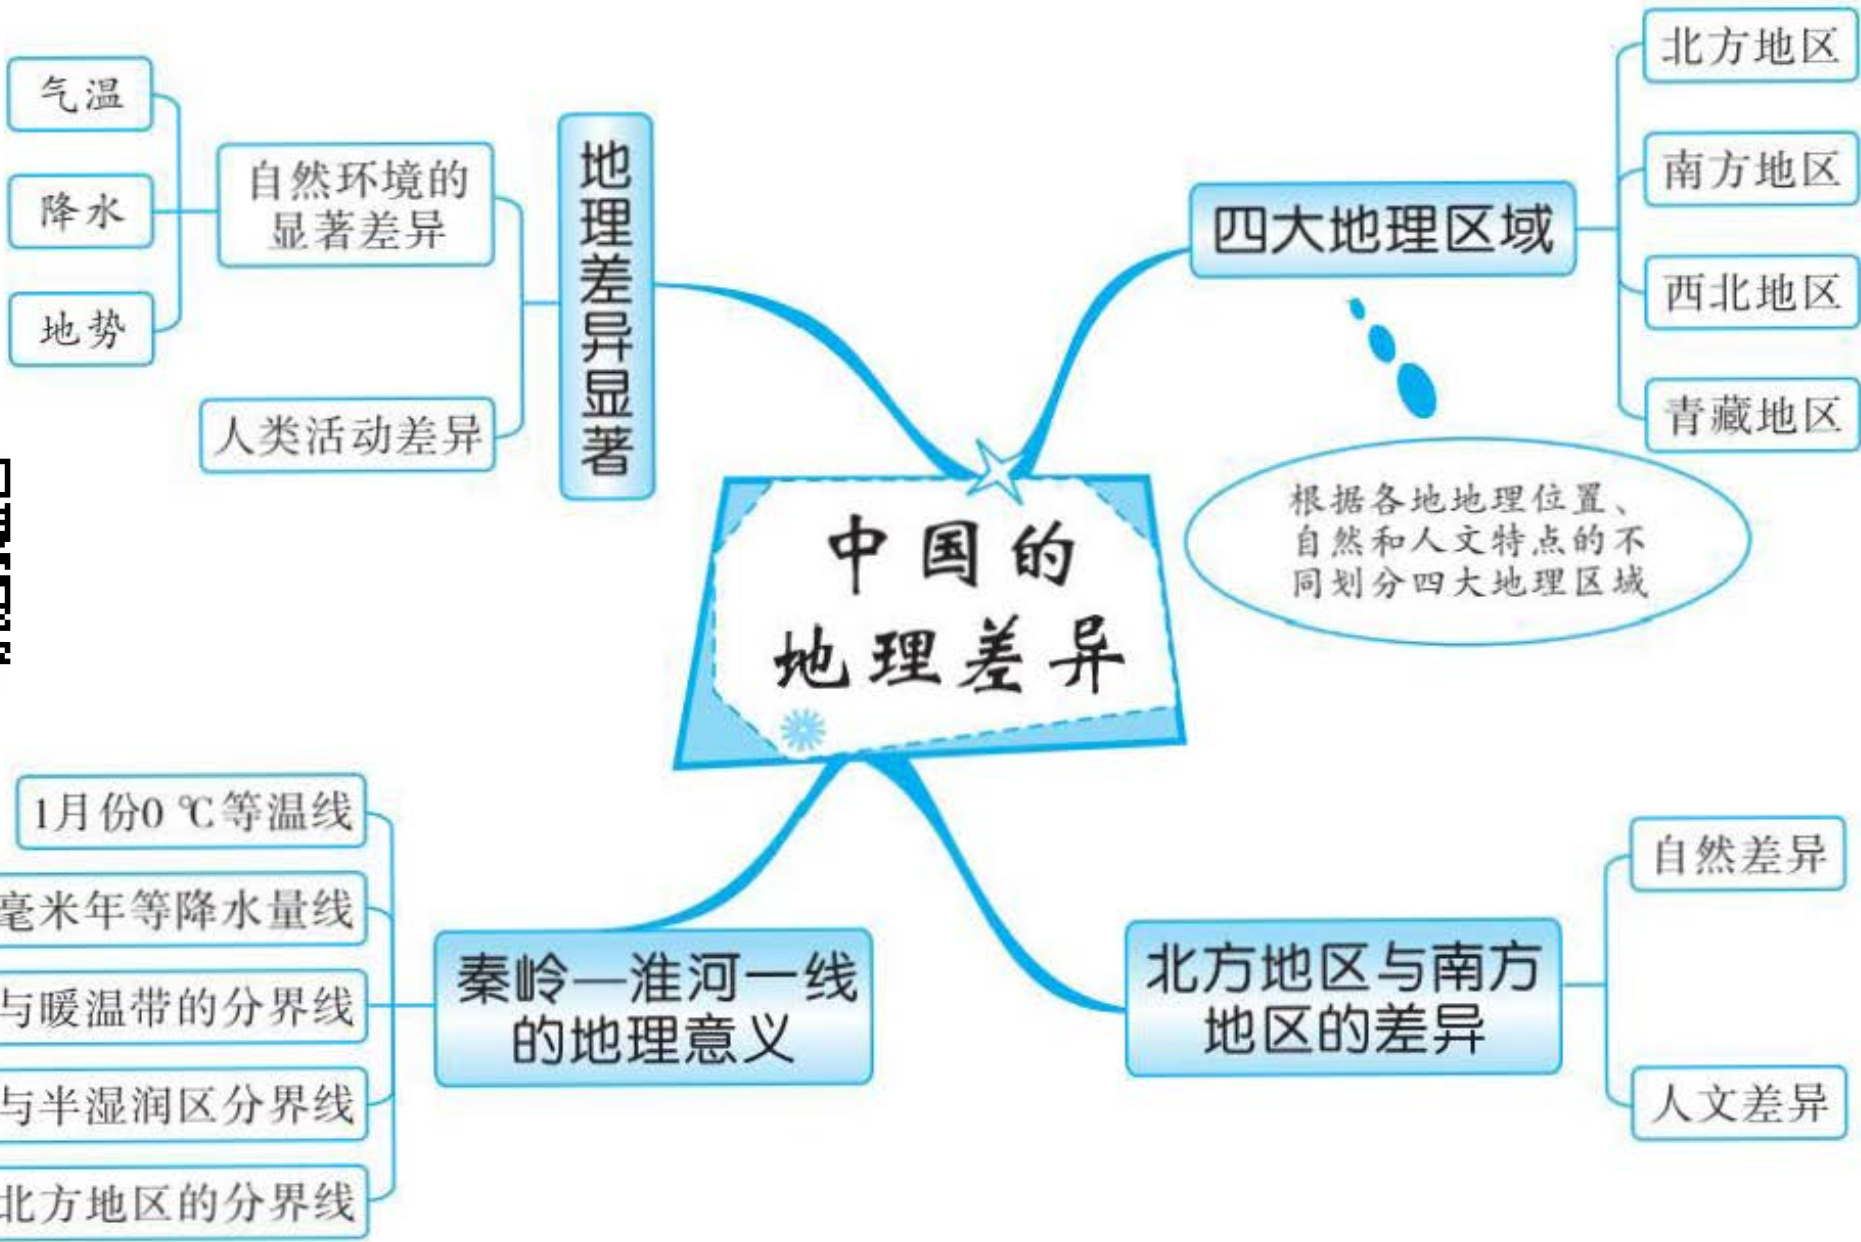 中国的
地理差异
地理差异显著
自然环境的
显著差异
气温
降水
地势
人类活动差异
四大地理区域
北方地区
南方地区
西北地区
青藏地区
根据各地地理位置、
自然和人文特点的不
同划分四大地理区域
秦岭—淮河一线
的地理意义
1月份0 ℃等温线
毫米年等降水量线
与暖温带的分界线
与半湿润区分界线
北方地区的分界线
北方地区与南方
地区的差异
自然差异
人文差异